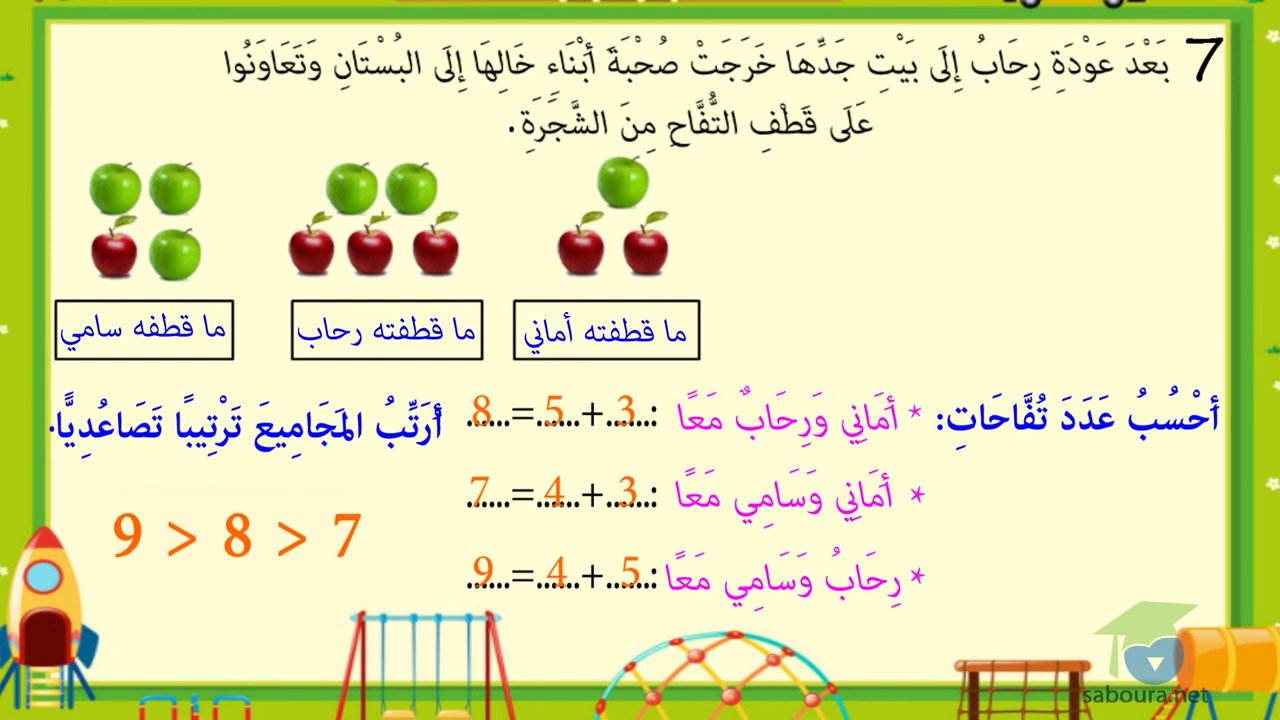 7 بَعْدَ عَوْدَةِ رِحَابُ إِلَى بَيْتِ جَدِّهَا خَرَجَتْ صُحْبَةَ أَبْنَاءِ خَالِهَا إِلَى البُسْتَانِ وَتَعَاوَنُوا
عَلَى قَطْفِ التُّفَّاحِ مِنَ الشَّجَرَةِ.
ما قطفته أماني
ما قطفته رحاب
ما قطفه سامي
أَحْسُبُ عَدَدَ تُفَّاحَاتِ: * أَمَانِي وَرِحَابٌ مَعًا :...3...+...5...=...8...
* أَمَانِي وَسَامِي مَعًا :...3...+...4...=...7...
* رِحَابُ وَسَامِي مَعًا :...5...+...4...=...9...
أُرَتِّبُ المَجَامِيعَ تَرْتِيبًا تَصَاعُدِيًّا.
9 > 8 > 7
saboura.net